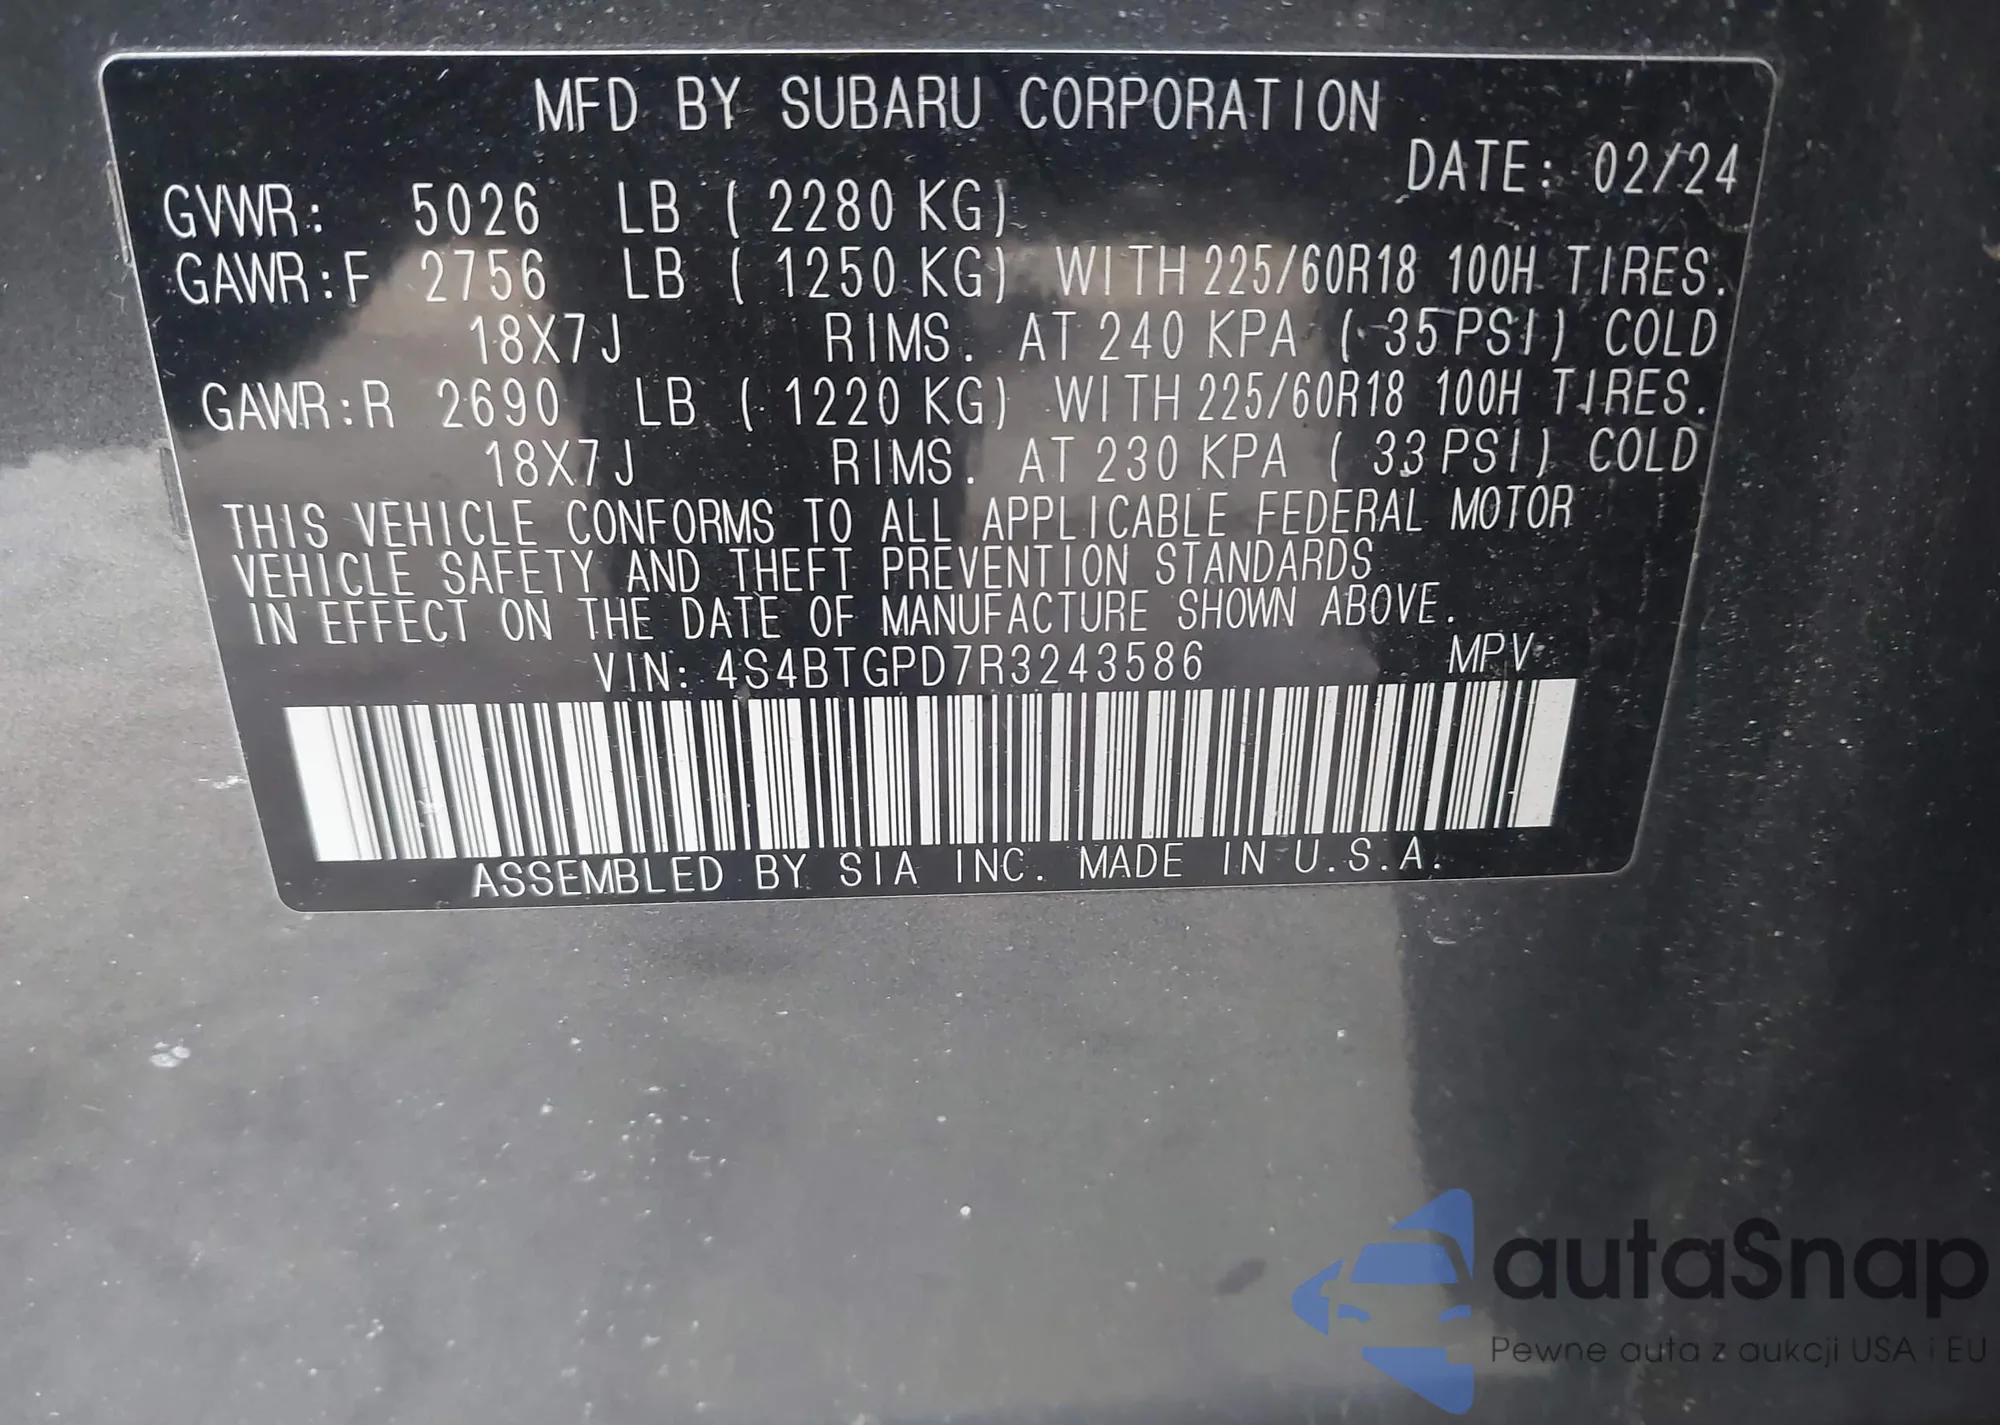 MFD BY SUBARU CORPORATION
DATE: 02/24
GVWR: 5026 LB ( 2280 KG)
GAWR:F 2756 LB ( 1250 KG) WITH 225/60R18 100H TIRES.
18X7J RIMS. AT 240 KPA ( 35 PSI) COLD
GAWR:R 2690 LB ( 1220 KG) WITH 225/60R18 100H TIRES.
18X7J RIMS. AT 230 KPA ( 33 PSI) COLD
THIS VEHICLE CONFORMS TO ALL APPLICABLE FEDERAL MOTOR
VEHICLE SAFETY AND THEFT PREVENTION STANDARDS
IN EFFECT ON THE DATE OF MANUFACTURE SHOWN ABOVE.
VIN: 4S4BTGPD7R3243586 MPV
ASSEMBLED BY SIA INC. MADE IN U.S.A.
autaSnap
Pewne auta z aukcji USA i EU